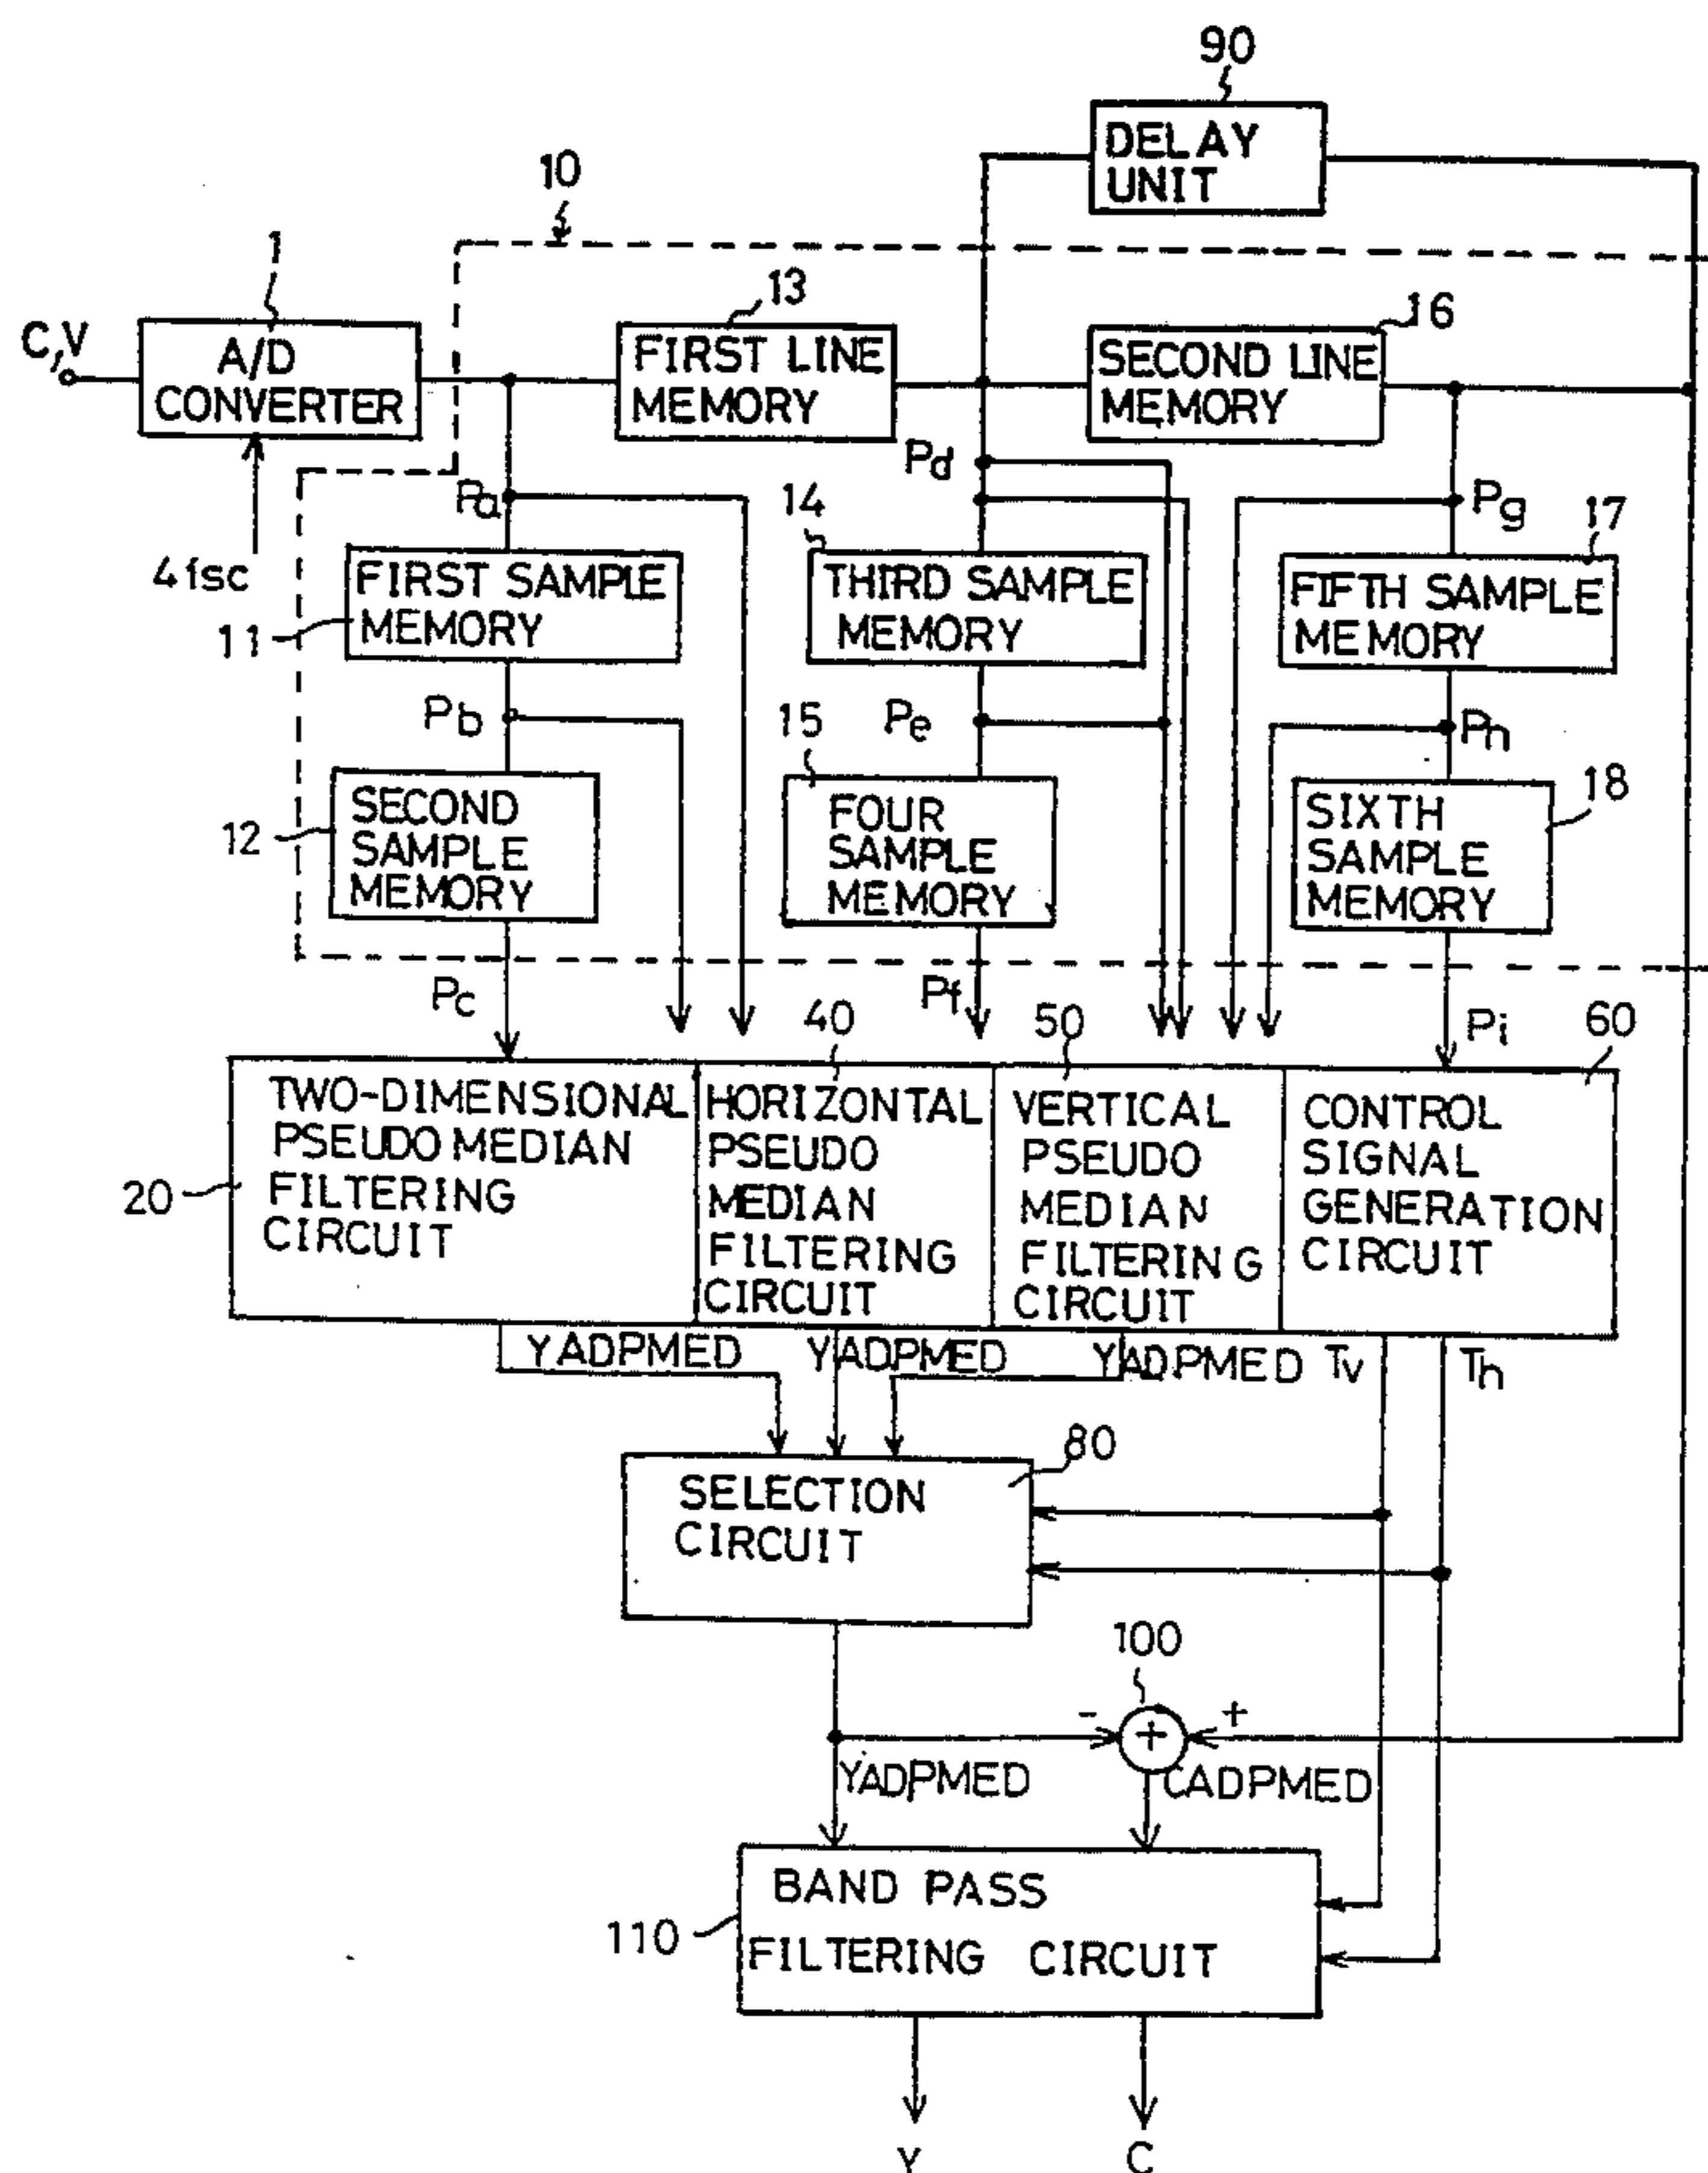 90
DELAY
UNIT
10
1
13
16
C,V
A/D
CONVERTER
FIRST LINE
MEMORY
SECOND LINE
MEMORY
4fsc
Pa
Pd
Pg
14
17
FIRST SAMPLE
MEMORY
11
THIRD SAMPLE
MEMORY
FIFTH SAMPLE
MEMORY
Pb
15
Pe
Ph
18
12
SECOND
SAMPLE
MEMORY
FOUR
SAMPLE
MEMORY
SIXTH
SAMPLE
MEMORY
Pc
Pf
Pi
40
50
60
20
TWO-DIMENSIONAL
PSEUDO MEDIAN
FILTERING
CIRCUIT
HORIZONTAL
PSEUDO
MEDIAN
FILTERING
CIRCUIT
VERTICAL
PSEUDO
MEDIAN
FILTERING
CIRCUIT
CONTROL
SIGNAL
GENERATION
CIRCUIT
YADPMED
YADPMED
YADPMED
Tv
Th
80
SELECTION
CIRCUIT
100
-
+
+
YADPMED
CADPMED
110
BAND PASS
FILTERING CIRCUIT
Y
C